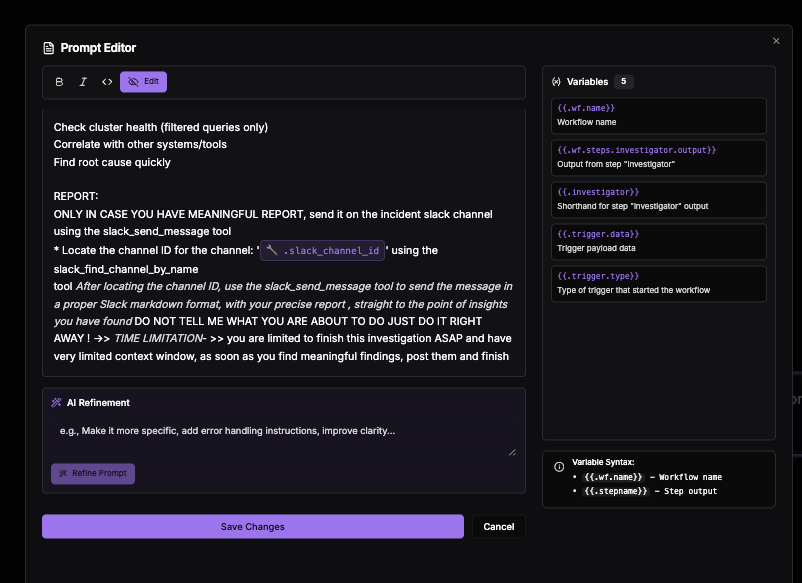 Prompt Editor
B I <> Edit
Check cluster health (filtered queries only)
Correlate with other systems/tools
Find root cause quickly
REPORT:
ONLY IN CASE YOU HAVE MEANINGFUL REPORT, send it on the incident slack channel
using the slack_send_message tool
* Locate the channel ID for the channel: ' .slack_channel_id ' using the
slack_find_channel_by_name
tool After locating the channel ID, use the slack_send_message tool to send the message in
a proper Slack markdown format, with your precise report , straight to the point of insights
you have found DO NOT TELL ME WHAT YOU ARE ABOUT TO DO JUST DO IT RIGHT
AWAY ! ->> TIME LIMITATION- >> you are limited to finish this investigation ASAP and have
very limited context window, as soon as you find meaningful findings, post them and finish
AI Refinement
e.g., Make it more specific, add error handling instructions, improve clarity...
Refine Prompt
Save Changes
Cancel
(x) Variables 5
{{.wf.name}}
Workflow name
{{.wf.steps.investigator.output}}
Output from step "Investigator"
{{.investigator}}
Shorthand for step "Investigator" output
{{.trigger.data}}
Trigger payload data
{{.trigger.type}}
Type of trigger that started the workflow
Variable Syntax:
• {{.wf.name}} – Workflow name
• {{.stepname}} – Step output